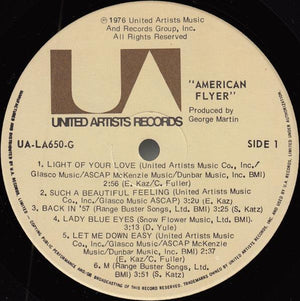 ℗1976 United Artists Music
And Records Group, Inc.
All Rights Reserved.
UA
UNITED ARTISTS RECORDS
"AMERICAN
FLYER"
Produced by
George Martin
UA-LA650-G
SIDE 1
1. LIGHT OF YOUR LOVE (United Artists Music Co., Inc./
Glasco Music/ASCAP McKenzie Music/Dunbar Music, Inc. BMI)
2:56 (E. Kaz/C. Fuller)
2. SUCH A BEAUTIFUL FEELING (United Artists Music
Co., Inc./Glasco Music ASCAP) 3:2u (E. Kaz)
3. BACK IN '57 (Range Buster Songs, Ltd. BMI) 3:25 (S. Katz)
4. LADY BLUE EYES (Snow Flower Music, Ltd., BMI)
3:13 (D. Yule)
5. LET ME DOWN EASY (United Artists Music
Co., Inc./Glasco Music/ASCAP McKenzie
Music/Dunbar Music, Inc. BMI) 2:37
(E. Kaz/C. Fuller)
6. M (Range Buster Songs, Ltd.
BMI) 3:51 (S. Katz)